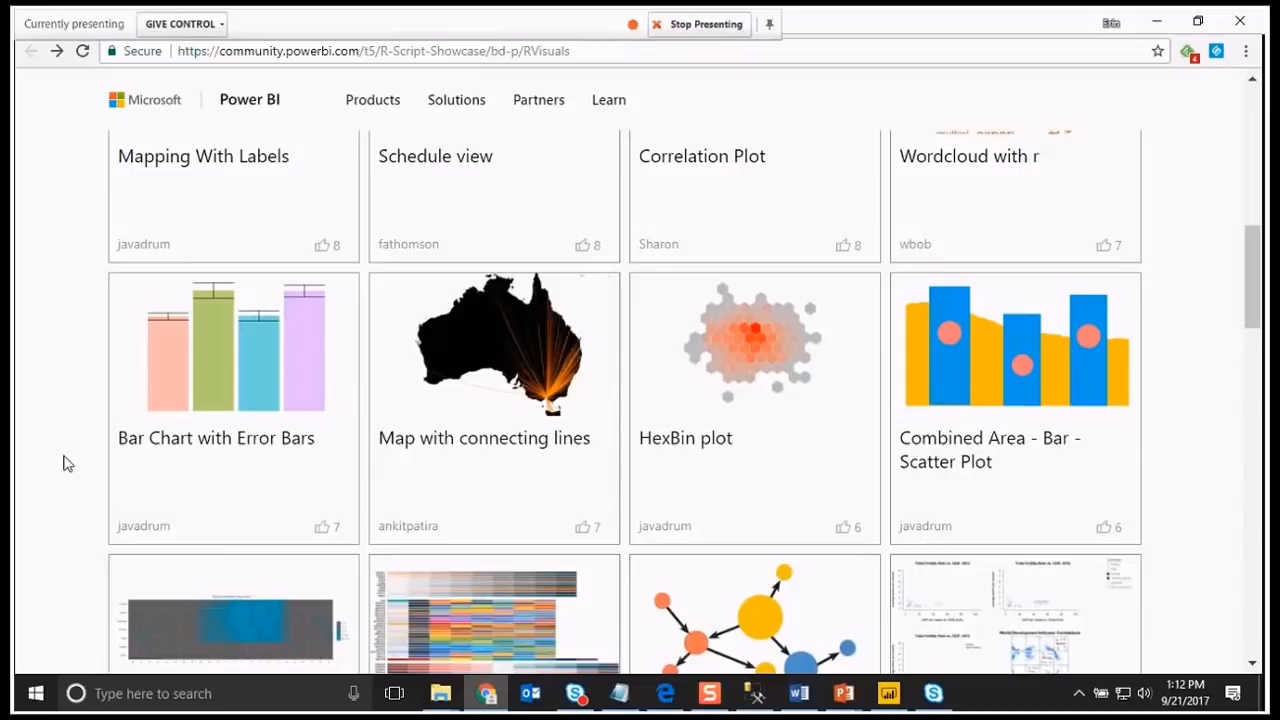 Currently presenting
GIVE CONTROL
Stop Presenting
Erin
Secure
https://community.powerbi.com/t5/R-Script-Showcase/bd-p/RVisuals
4
Microsoft
Power BI
Products
Solutions
Partners
Learn
Mapping With Labels
Schedule view
Correlation Plot
Wordcloud with r
javadrum
8
fathomson
8
Sharon
8
wbob
7
Bar Chart with Error Bars
Map with connecting lines
HexBin plot
Combined Area - Bar -
Scatter Plot
javadrum
7
ankitpatira
7
javadrum
6
javadrum
6
Type here to search
1:12 PM
9/21/2017